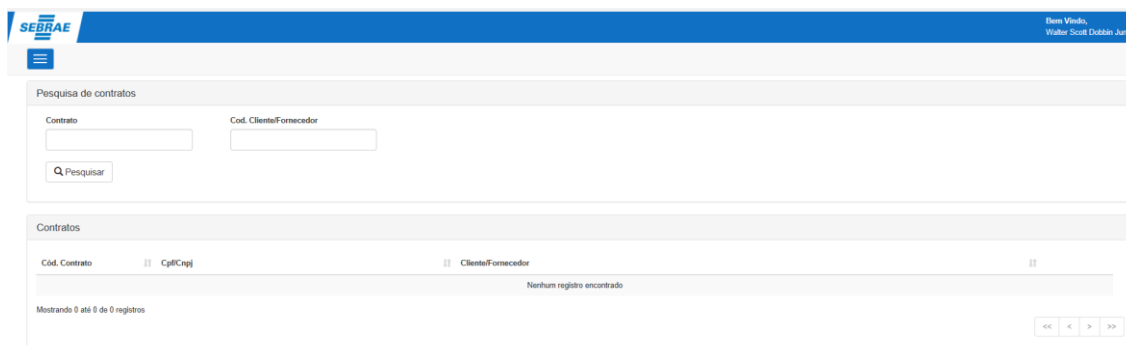 SEBRAE
Bem Vindo,
Walter Scott Dobbin
Pesquisa de contratos
Contrato Cod. Cliente/Fornecedor
Pesquisar
Contratos
Cód. Contrato Cpf/Cnpj Cliente/Fornecedor
Nenhum registro encontrado
Mostrando 0 até 0 de 0 registros
<< < > >>